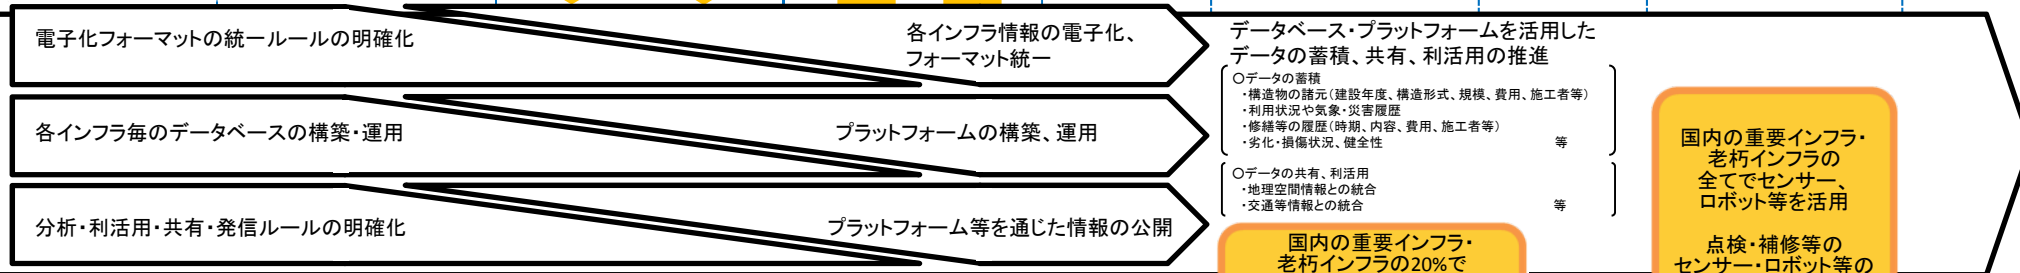 電子化フォーマットの統一ルールの明確化
各インフラ情報の電子化、
フォーマット統一
各インフラ毎のデータベースの構築・運用
プラットフォームの構築、運用
分析・利活用・共有・発信ルールの明確化
プラットフォーム等を通じた情報の公開
データベース・プラットフォームを活用した
データの蓄積、共有、利活用の推進
○データの蓄積
・構造物の諸元(建設年度、構造形式、規模、費用、施工者等)
・利用状況や気象・災害履歴
・修繕等の履歴(時期、内容、費用、施工者等)
・劣化・損傷状況、健全性 等
○データの共有、利活用
・地理空間情報との統合
・交通等情報との統合 等
国内の重要インフラ・
老朽インフラの20%で
国内の重要インフラ・
老朽インフラの
全てでセンサー、
ロボット等を活用
点検・補修等の
センサー・ロボット等の